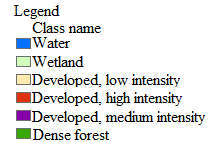 Legend
Class name
Water
Wetland
Developed, low intensity
Developed, high intensity
Developed, medium intensity
Dense forest